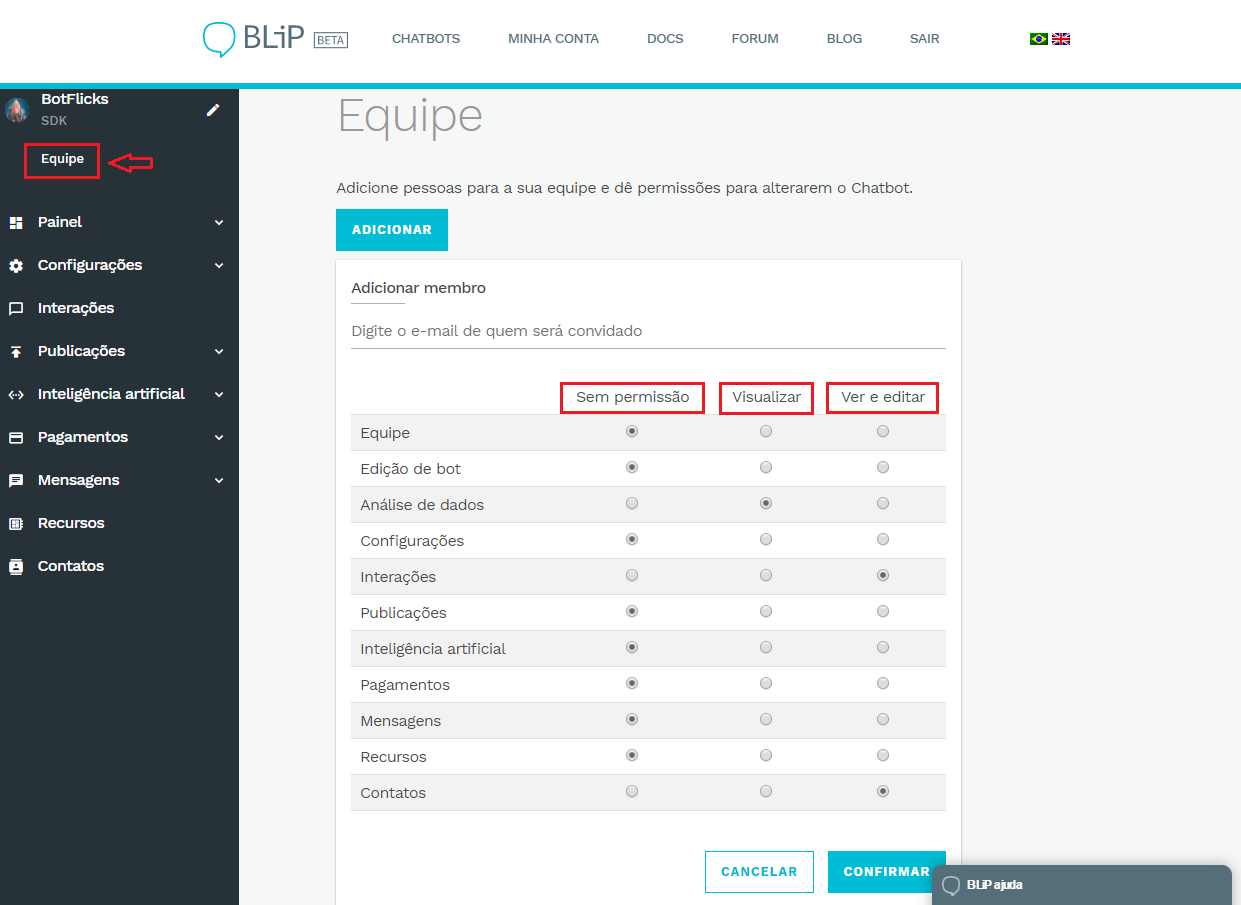 BLiP BETA CHATBOTS MINHA CONTA DOCS FORUM BLOG SAIR
BotFlicks
SDK
Equipe
Painel
Configurações
Interações
Publicações
Inteligência artificial
Pagamentos
Mensagens
Recursos
Contatos
Equipe
Adicione pessoas para a sua equipe e dê permissões para alterarem o Chatbot.
ADICIONAR
Adicionar membro
Digite o e-mail de quem será convidado
Sem permissão Visualizar Ver e editar
Equipe
Edição de bot
Análise de dados
Configurações
Interações
Publicações
Inteligência artificial
Pagamentos
Mensagens
Recursos
Contatos
CANCELAR CONFIRMAR
BLiP ajuda